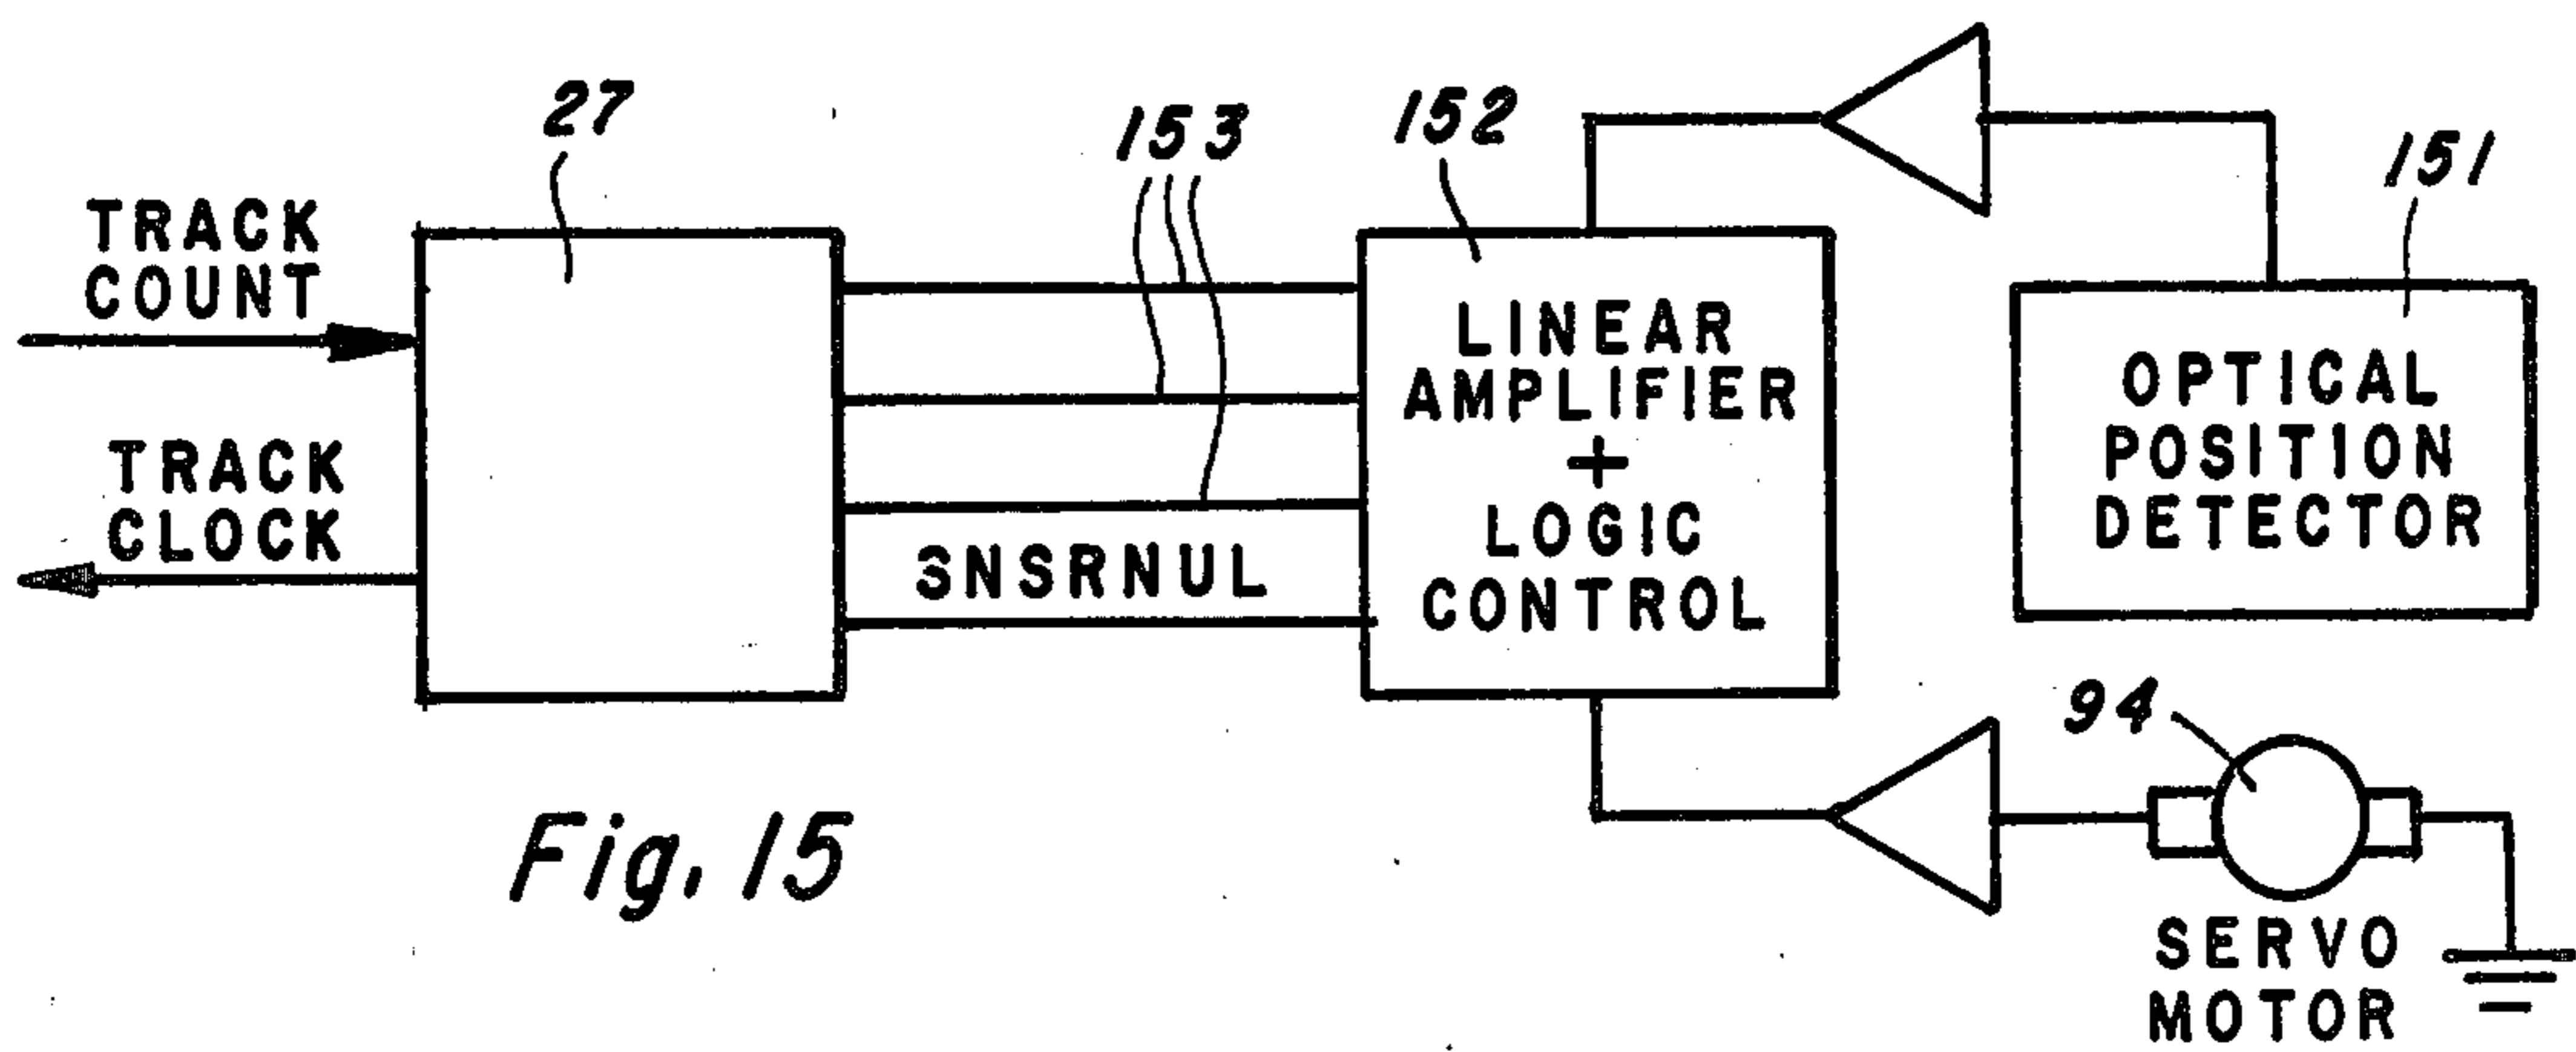 27
153
152
151
TRACK
COUNT
TRACK
CLOCK
SNSRNUL
LINEAR
AMPLIFIER
+
LOGIC
CONTROL
OPTICAL
POSITION
DETECTOR
94
SERVO
MOTOR
Fig. 15